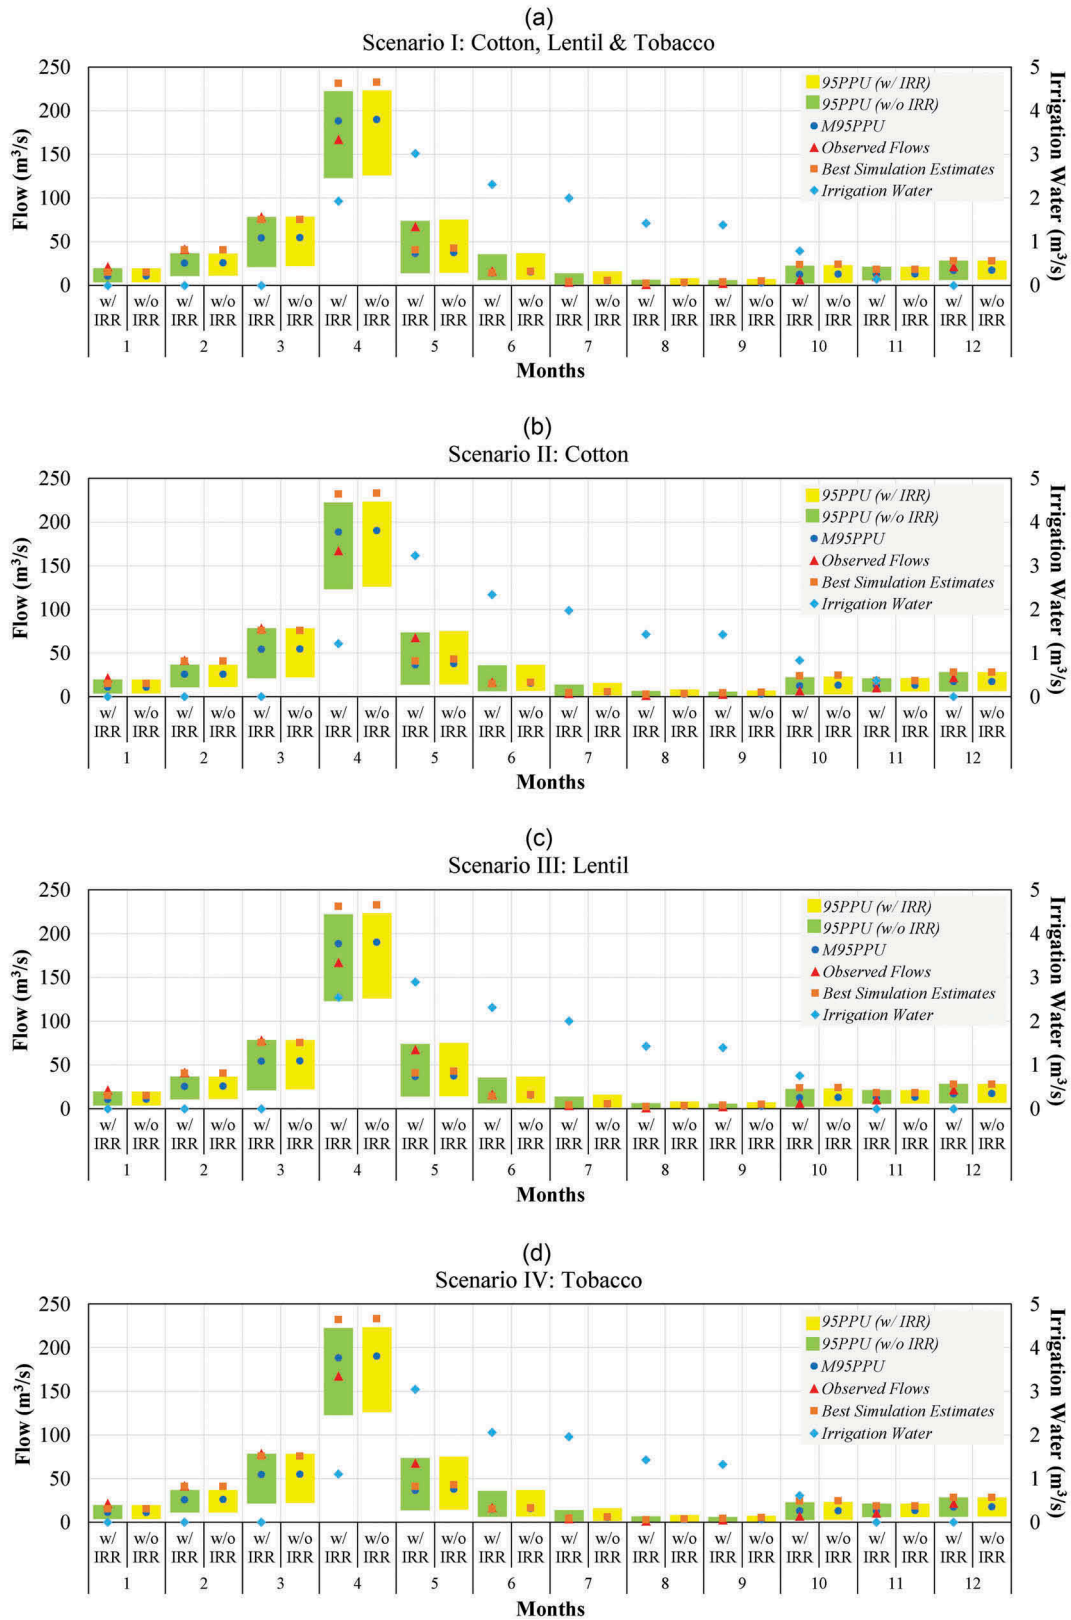 (a)
Scenario I: Cotton, Lentil & Tobacco
Flow (m³/s)
250
200
150
100
50
0
95PPU (w/ IRR)
95PPU (w/o IRR)
M95PPU
Observed Flows
Best Simulation Estimates
Irrigation Water
5
4
3
2
1
0
Irrigation Water (m³/s)
w/ w/o w/ w/o w/ w/o w/ w/o w/ w/o w/ w/o w/ w/o w/ w/o w/ w/o w/ w/o w/ w/o w/ w/o
IRR IRR IRR IRR IRR IRR IRR IRR IRR IRR IRR IRR IRR IRR IRR IRR IRR IRR IRR IRR IRR IRR IRR IRR
1 2 3 4 5 6 7 8 9 10 11 12
Months
(b)
Scenario II: Cotton
Flow (m³/s)
250
200
150
100
50
0
95PPU (w/ IRR)
95PPU (w/o IRR)
M95PPU
Observed Flows
Best Simulation Estimates
Irrigation Water
5
4
3
2
1
0
Irrigation Water (m³/s)
w/ w/o w/ w/o w/ w/o w/ w/o w/ w/o w/ w/o w/ w/o w/ w/o w/ w/o w/ w/o w/ w/o w/ w/o
IRR IRR IRR IRR IRR IRR IRR IRR IRR IRR IRR IRR IRR IRR IRR IRR IRR IRR IRR IRR IRR IRR IRR IRR
1 2 3 4 5 6 7 8 9 10 11 12
Months
(c)
Scenario III: Lentil
Flow (m³/s)
250
200
150
100
50
0
95PPU (w/ IRR)
95PPU (w/o IRR)
M95PPU
Observed Flows
Best Simulation Estimates
Irrigation Water
5
4
3
2
1
0
Irrigation Water (m³/s)
w/ w/o w/ w/o w/ w/o w/ w/o w/ w/o w/ w/o w/ w/o w/ w/o w/ w/o w/ w/o w/ w/o w/ w/o
IRR IRR IRR IRR IRR IRR IRR IRR IRR IRR IRR IRR IRR IRR IRR IRR IRR IRR IRR IRR IRR IRR IRR IRR
1 2 3 4 5 6 7 8 9 10 11 12
Months
(d)
Scenario IV: Tobacco
Flow (m³/s)
250
200
150
100
50
0
95PPU (w/ IRR)
95PPU (w/o IRR)
M95PPU
Observed Flows
Best Simulation Estimates
Irrigation Water
5
4
3
2
1
0
Irrigation Water (m³/s)
w/ w/o w/ w/o w/ w/o w/ w/o w/ w/o w/ w/o w/ w/o w/ w/o w/ w/o w/ w/o w/ w/o w/ w/o
IRR IRR IRR IRR IRR IRR IRR IRR IRR IRR IRR IRR IRR IRR IRR IRR IRR IRR IRR IRR IRR IRR IRR IRR
1 2 3 4 5 6 7 8 9 10 11 12
Months